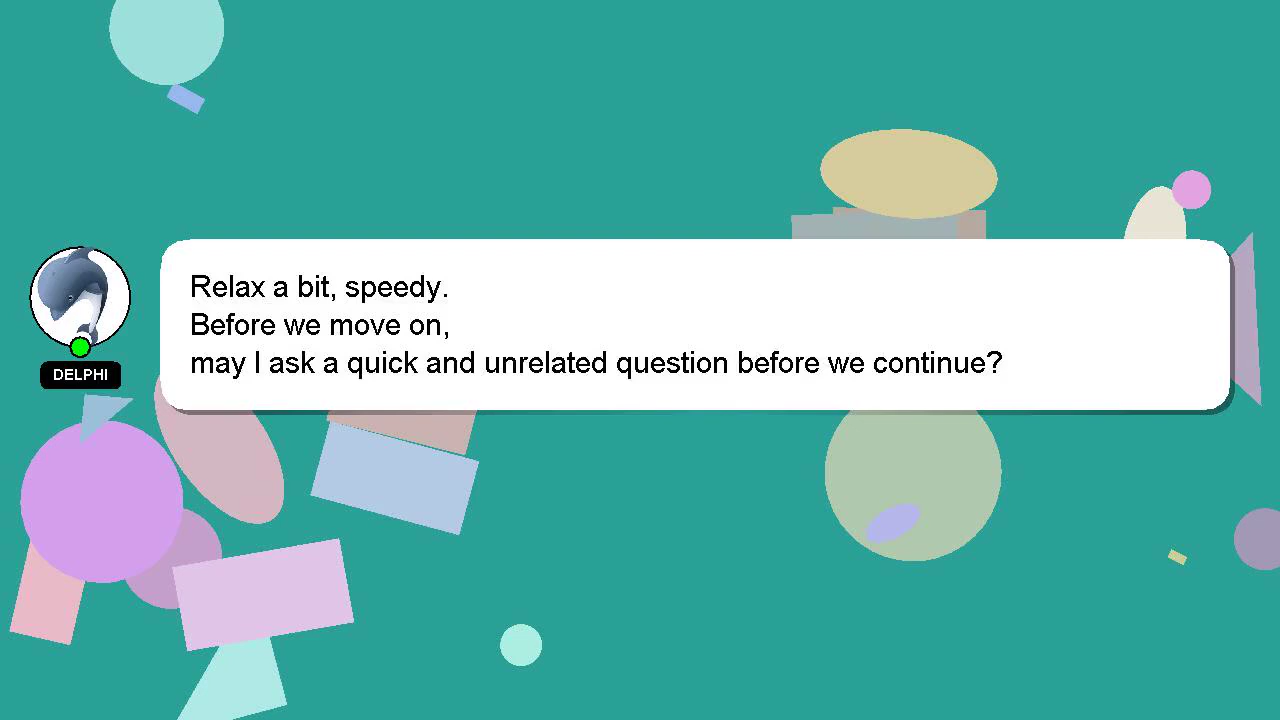 Relax a bit, speedy.
Before we move on,
may I ask a quick and unrelated question before we continue?
DELPHI